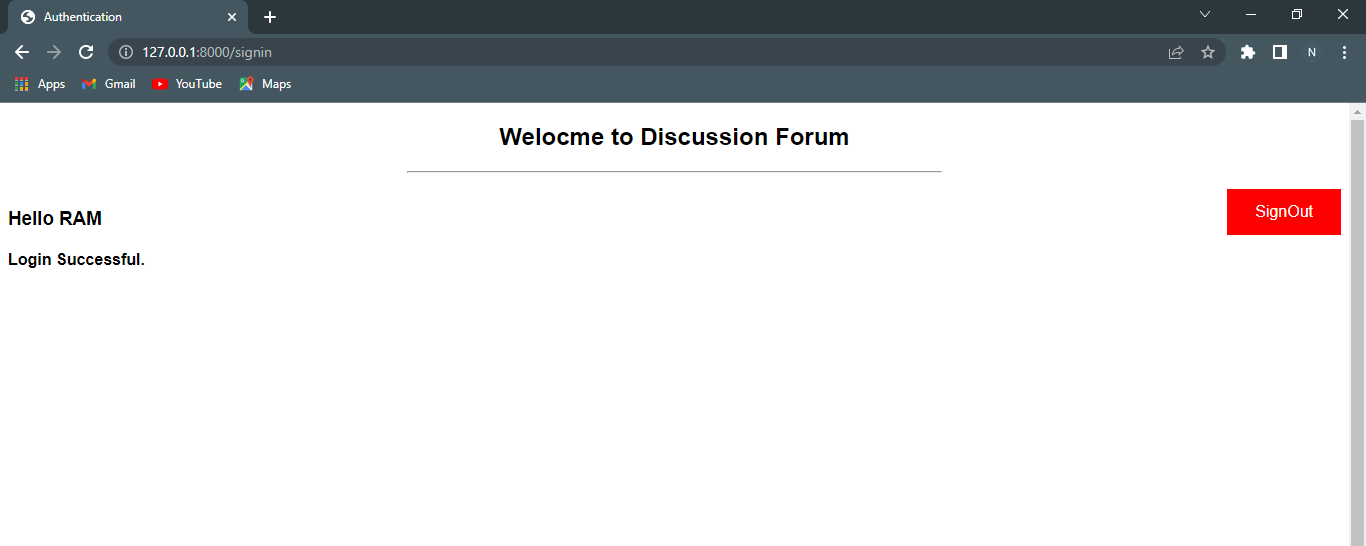 Authentication
127.0.0.1:8000/signin
N
Apps Gmail YouTube Maps
Welocme to Discussion Forum
SignOut
Hello RAM
Login Successful.